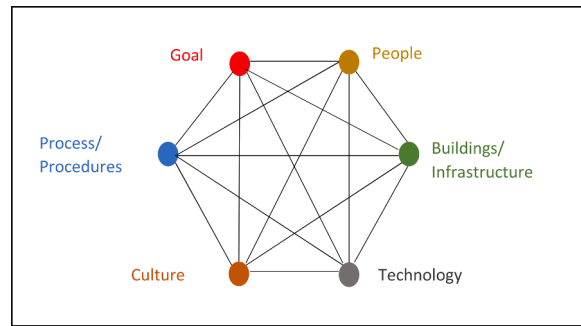 Goal
People
Process/
Procedures
Buildings/
Infrastructure
Culture
Technology